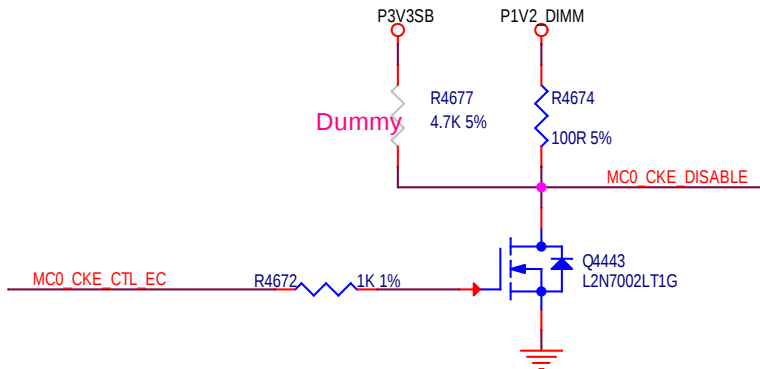 P3V3SB
P1V2_DIMM
R4677
R4674
Dummy
4.7K 5%
100R 5%
MC0_CKE_DISABLE
MC0_CKE_CTL_EC
R4672
1K 1%
Q4443
L2N7002LT1G